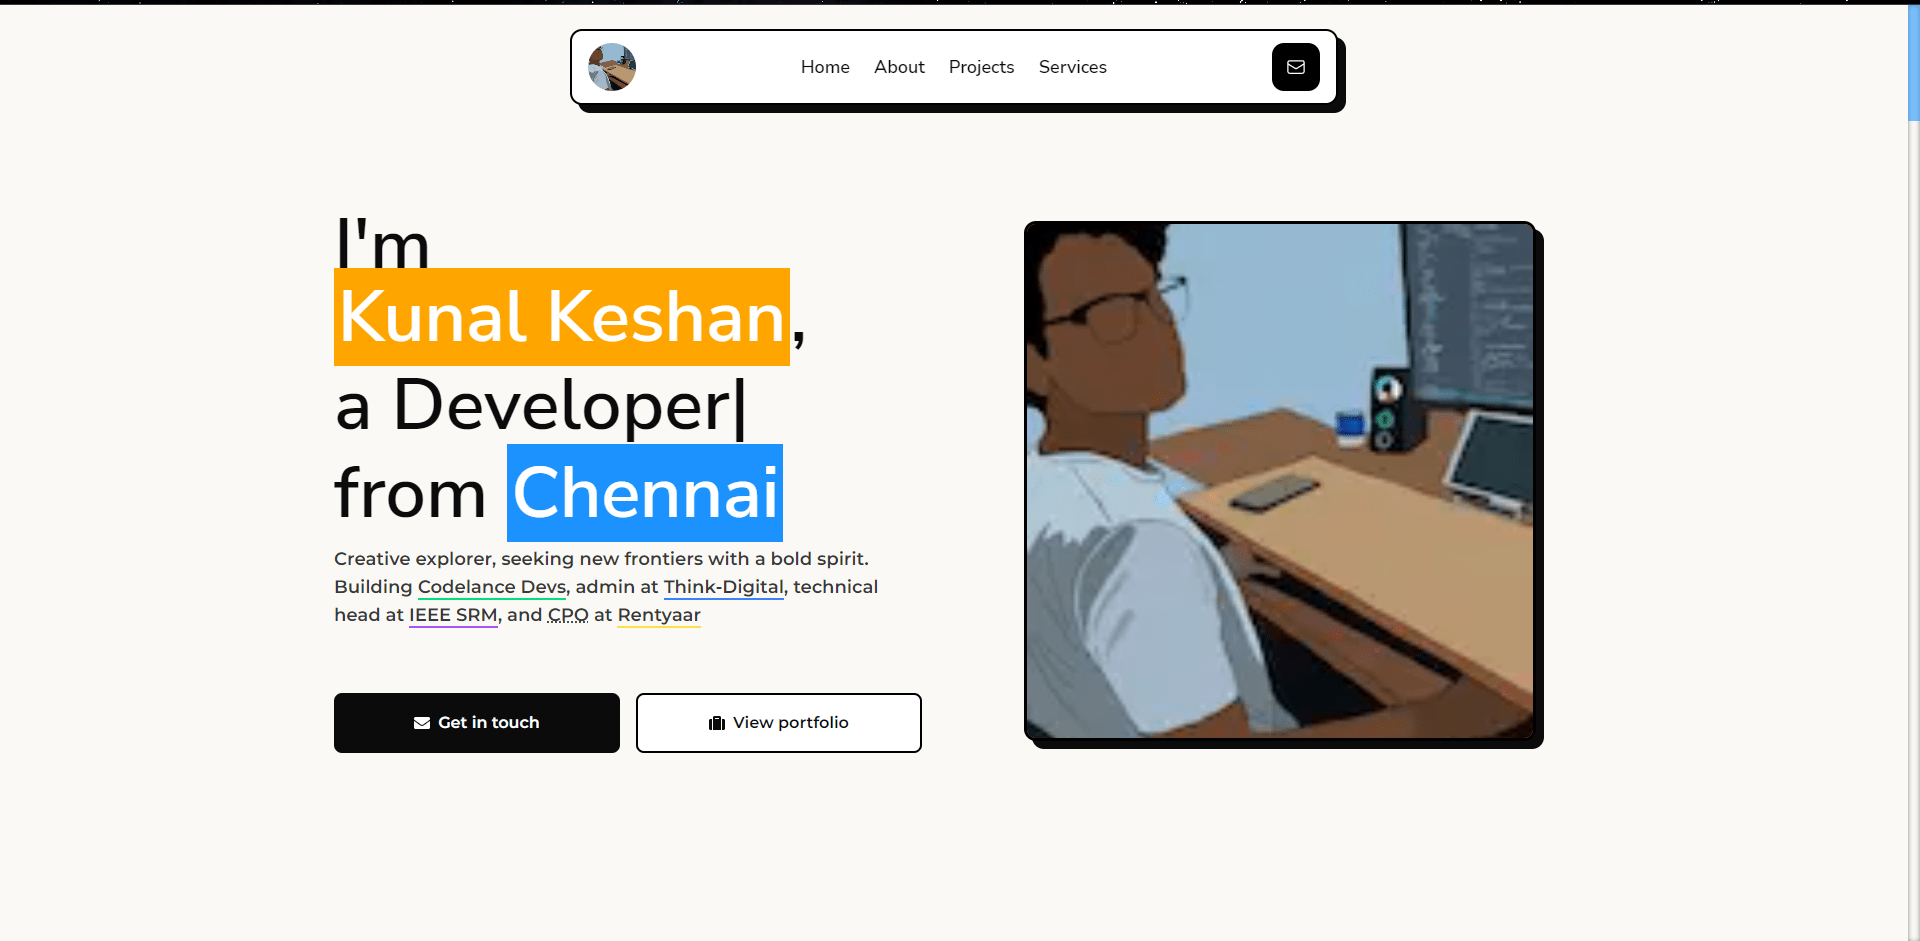 Home About Projects Services
I'm
Kunal Keshan,
a Developer|
from Chennai
Creative explorer, seeking new frontiers with a bold spirit.
Building Codelance Devs, admin at Think-Digital, technical
head at IEEE SRM, and CPO at Rentyaar
Get in touch
View portfolio